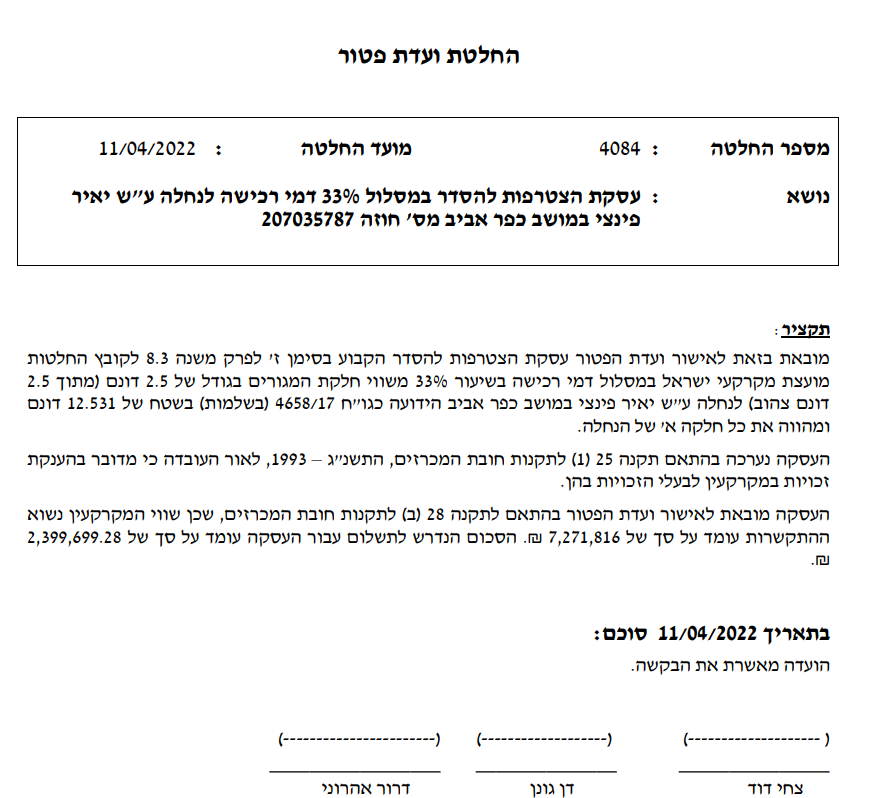 החלטת ועדת פטור
מספר החלטה : 4084 מועד החלטה : 11/04/2022
נושא : עסקת הצטרפות להסדר במסלול 33% דמי רכישה לנחלה ע"ש יאיר
פינצי במושב כפר אביב מס' חוזה 207035787
תקציר:
מובאת בזאת לאישור ועדת הפטור עסקת הצטרפות להסדר הקבוע בסימן ז' לפרק משנה 8.3 לקובץ החלטות
מועצת מקרקעי ישראל במסלול דמי רכישה בשיעור 33% משווי חלקת המגורים בגודל של 2.5 דונם (מתוך 2.5
דונם צהוב) לנחלה ע"ש יאיר פינצי במושב כפר אביב הידועה כגו"ח 4658/17 (בשלמות) בשטח של 12.531 דונם
ומהווה את כל חלקה א' של הנחלה.
העסקה נערכה בהתאם תקנה 25 (1) לתקנות חובת המכרזים, התשנ"ג – 1993, לאור העובדה כי מדובר בהענקת
זכויות במקרקעין לבעלי הזכויות בהן.
העסקה מובאת לאישור ועדת הפטור בהתאם לתקנה 28 (ב) לתקנות חובת המכרזים, שכן שווי המקרקעין נשוא
ההתקשרות עומד על סך של 7,271,816 ₪. הסכום הנדרש לתשלום עבור העסקה עומד על סך של 2,399,699.28
₪.
בתאריך 11/04/2022 סוכם:
הועדה מאשרת את הבקשה.
( --------------------) (-------------------) (-----------------------)
צחי דוד דן גונן דרור אהרוני